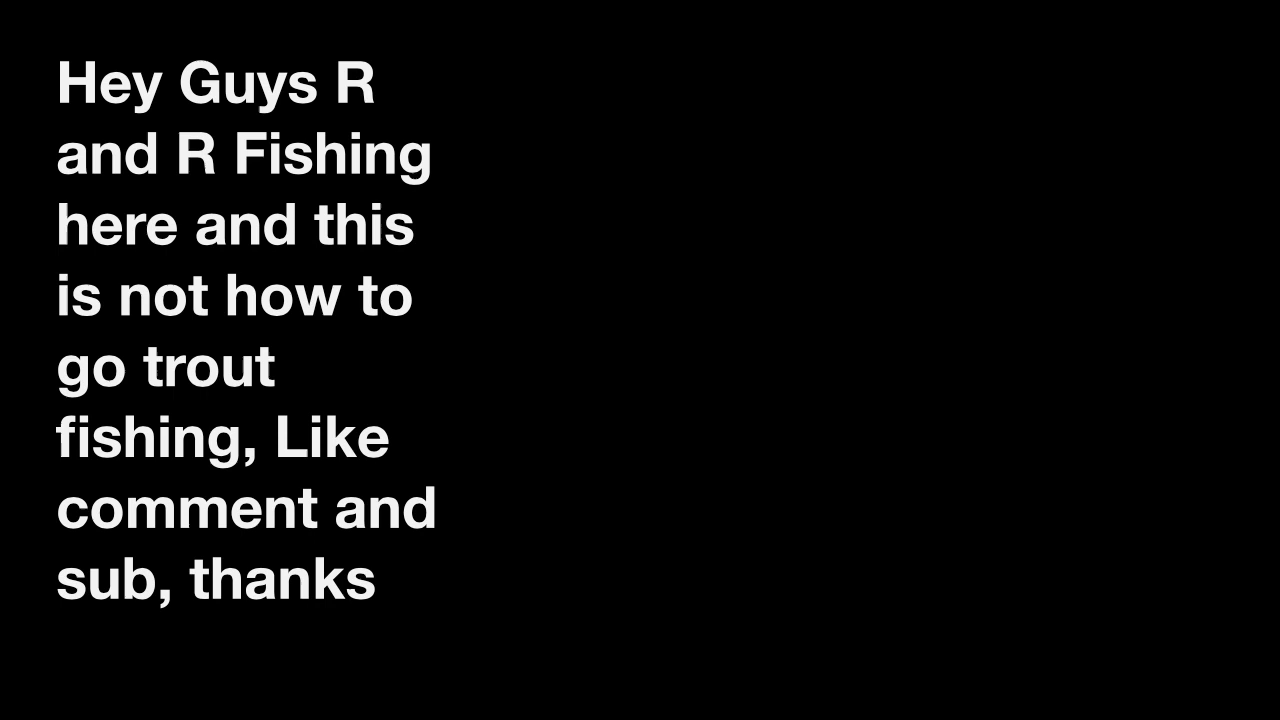 Hey Guys R
and R Fishing
here and this
is not how to
go trout
fishing, Like
comment and
sub, thanks